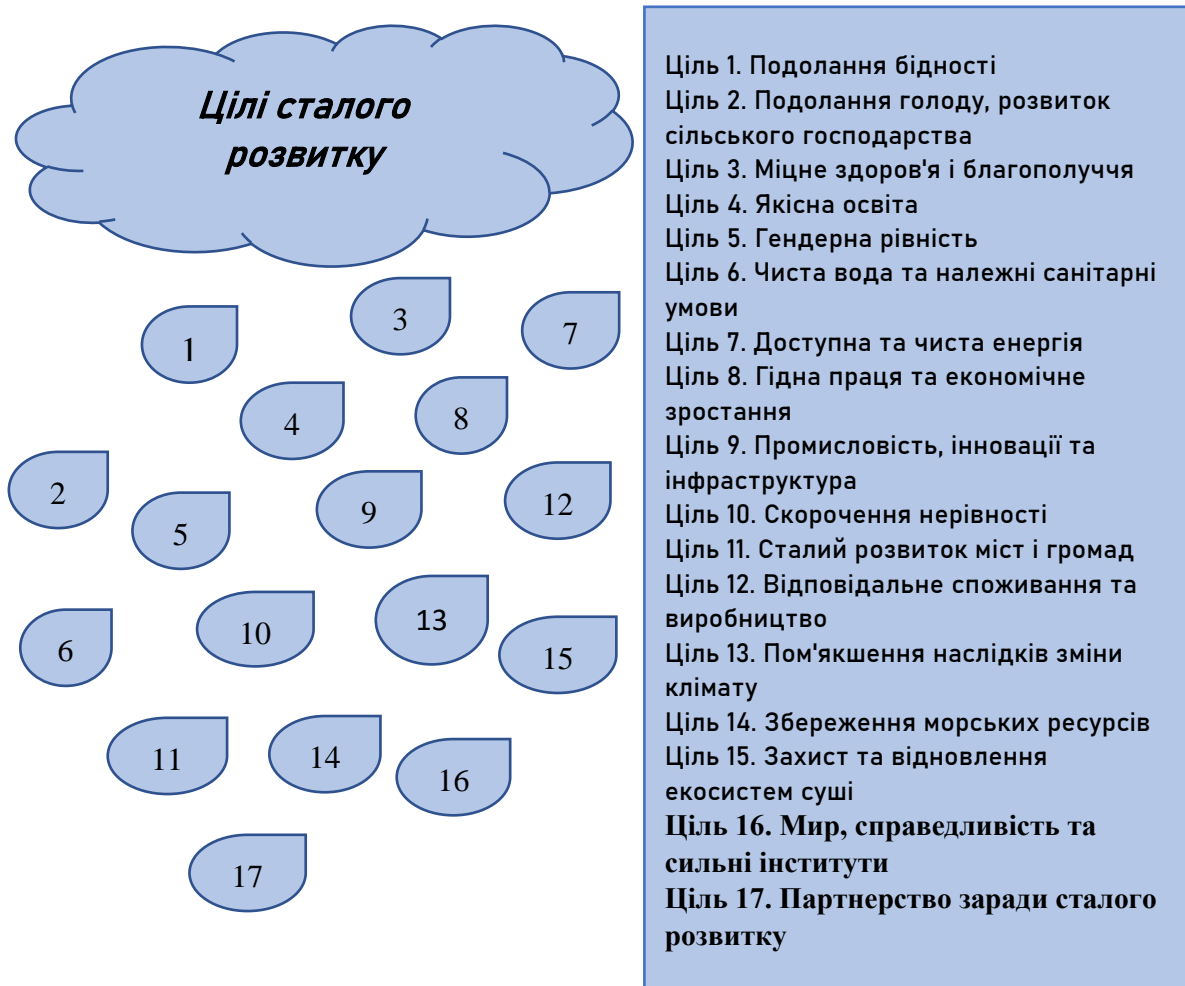 Цілі сталого
розвитку
1
3
7
4
8
2
5
9
12
6
10
13
15
11
14
16
17
Ціль 1. Подолання бідності
Ціль 2. Подолання голоду, розвиток
сільського господарства
Ціль 3. Міцне здоров'я і благополуччя
Ціль 4. Якісна освіта
Ціль 5. Гендерна рівність
Ціль 6. Чиста вода та належні санітарні
умови
Ціль 7. Доступна та чиста енергія
Ціль 8. Гідна праця та економічне
зростання
Ціль 9. Промисловість, інновації та
інфраструктура
Ціль 10. Скорочення нерівності
Ціль 11. Сталий розвиток міст і громад
Ціль 12. Відповідальне споживання та
виробництво
Ціль 13. Пом'якшення наслідків зміни
клімату
Ціль 14. Збереження морських ресурсів
Ціль 15. Захист та відновлення
екосистем суші
Ціль 16. Мир, справедливість та
сильні інститути
Ціль 17. Партнерство заради сталого
розвитку